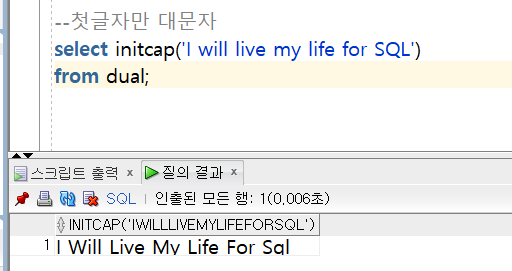 --첫글자만 대문자
select initcap('I will live my life for SQL')
from dual;
스크립트 출력 x 질의 결과 x
SQL | 인출된 모든 행: 1(0,006초)
INITCAP('IWILLLIVEMYLIFEFORSQL')
1 I Will Live My Life For Sql